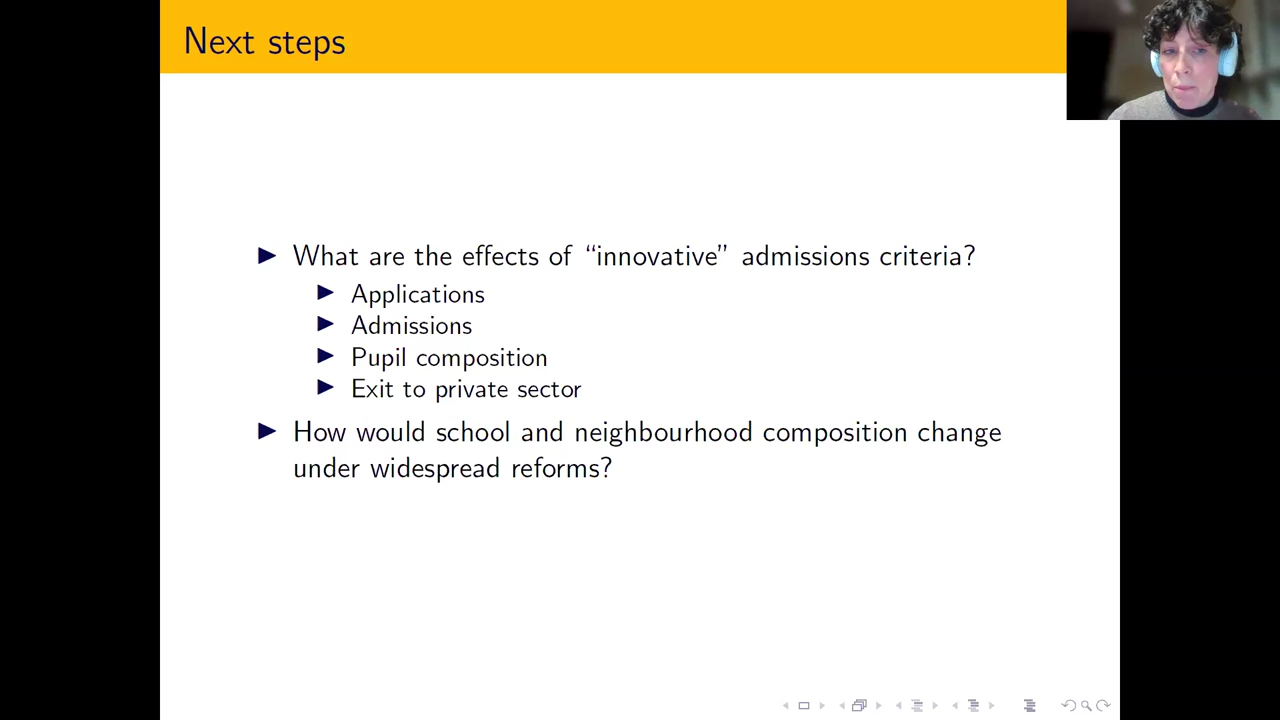 Next steps
What are the effects of “innovative” admissions criteria?
Applications
Admissions
Pupil composition
Exit to private sector
How would school and neighbourhood composition change
under widespread reforms?